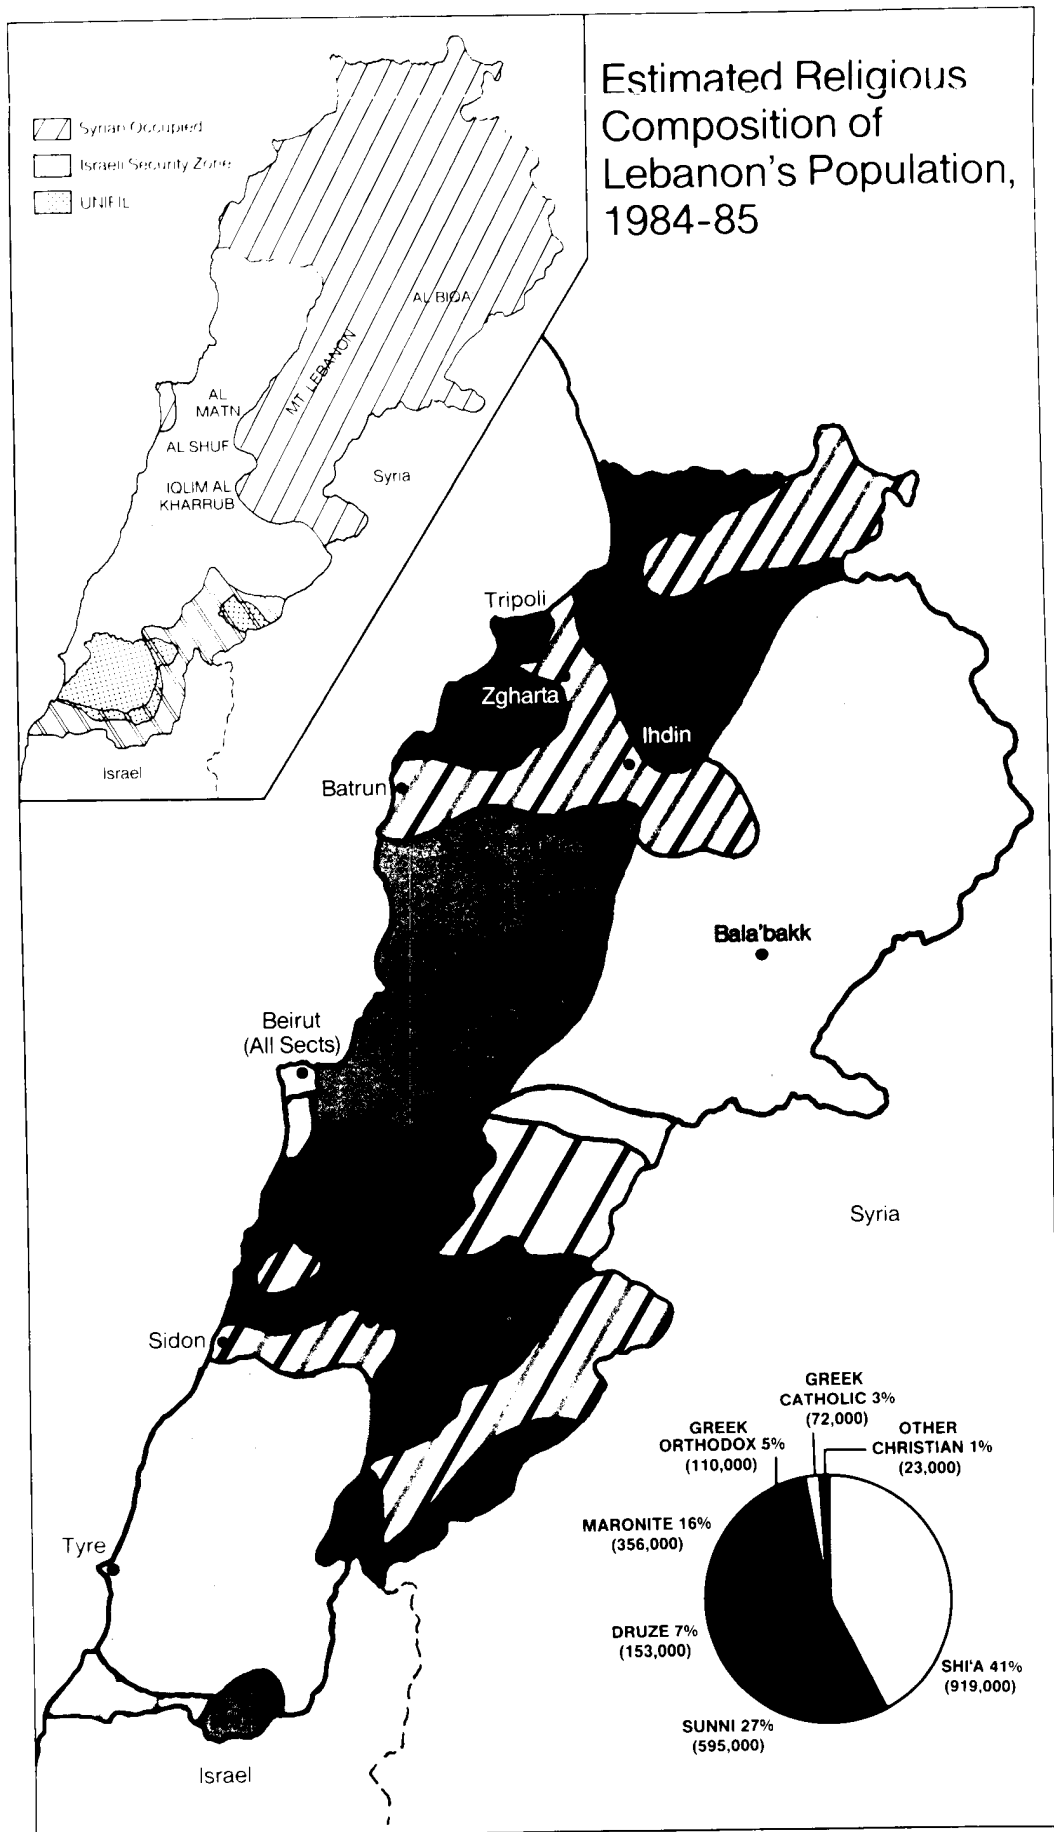 Estimated Religious
Composition of
Lebanon's Population,
1984-85
Syrian Occupied
Israeli Security Zone
UNIFIL
AL BIQA
MT LEBANON
AL
MATN
AL SHUF
IQLIM AL
KHARRUB
Syria
Israel
Tripoli
Zgharta
Ihdin
Batrun
Bala'bakk
Beirut
(All Sects)
Syria
Sidon
Tyre
Israel
GREEK
CATHOLIC 3%
(72,000)
GREEK
ORTHODOX 5%
(110,000)
OTHER
CHRISTIAN 1%
(23,000)
MARONITE 16%
(356,000)
DRUZE 7%
(153,000)
SHI'A 41%
(919,000)
SUNNI 27%
(595,000)